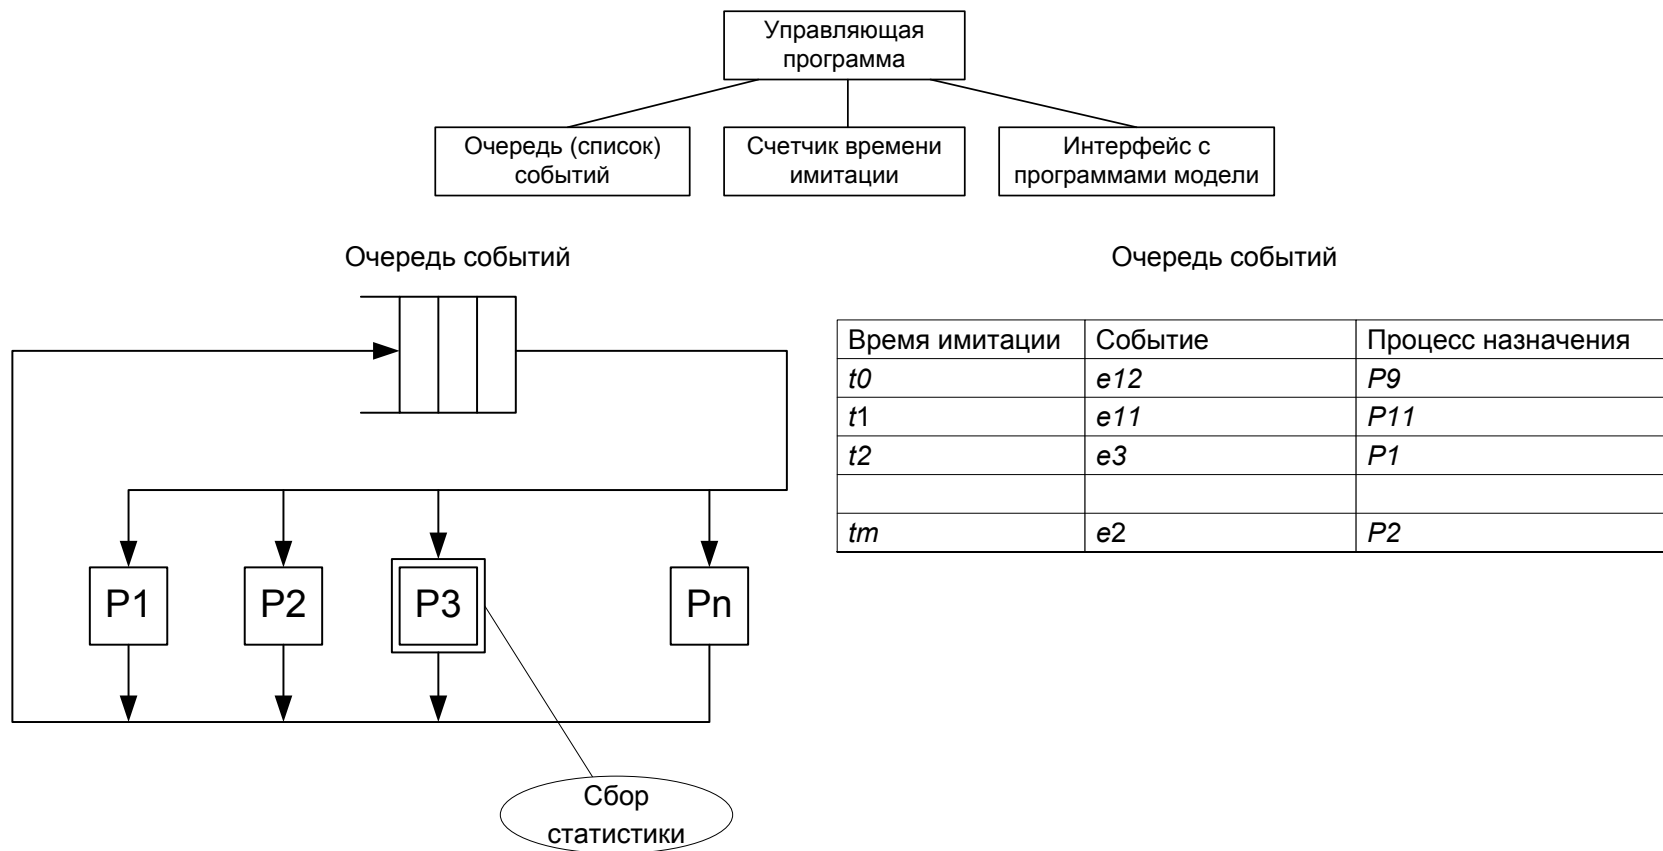 Управляющая
программа
Очередь (список)
событий
Счетчик времени
имитации
Интерфейс с
программами модели
Очередь событий
P1
P2
P3
Pn
Сбор
статистики
Очередь событий
Время имитации Событие Процесс назначения
t0 e12 P9
t1 e11 P11
t2 e3 P1
tm e2 P2